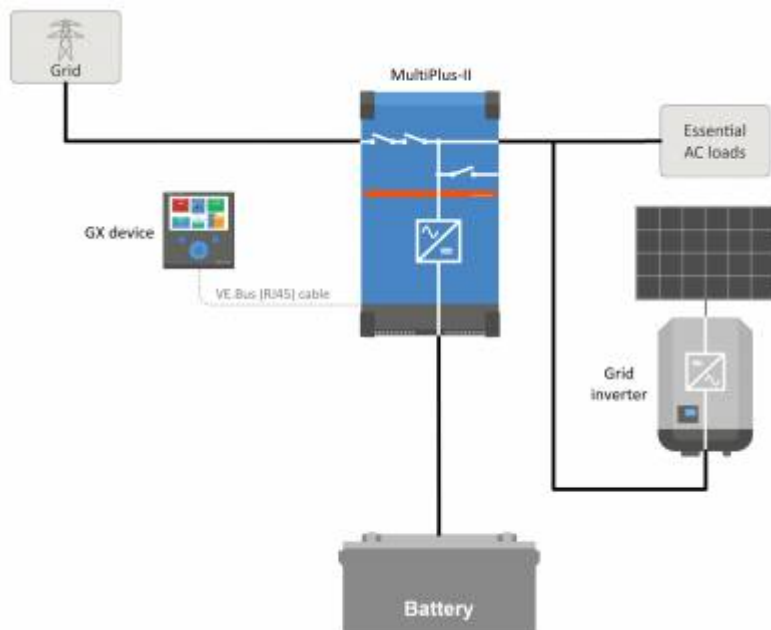 Grid
MultiPlus-II
Essential
AC loads
GX device
VE.Bus (RJ45) cable
Grid
inverter
Battery